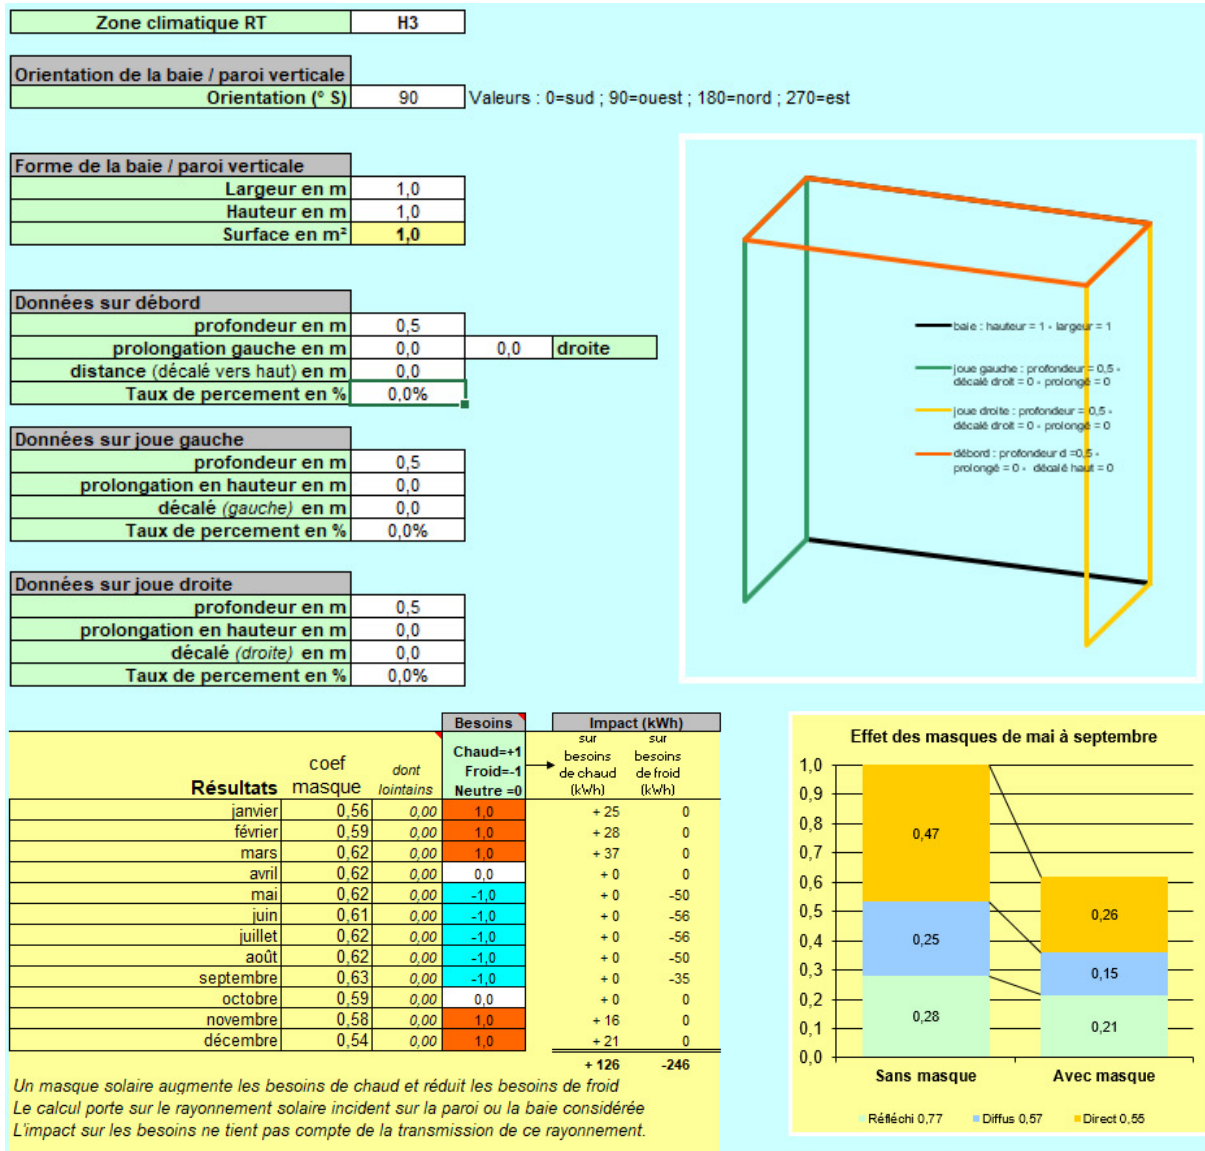 Zone climatique RT H3
Orientation de la baie / paroi verticale
Orientation (° S) 90 Valeurs : 0=sud ; 90=ouest ; 180=nord ; 270=est
Forme de la baie / paroi verticale
Largeur en m 1,0
Hauteur en m 1,0
Surface en m² 1,0
Données sur débord
profondeur en m 0,5
prolongation gauche en m 0,0 0,0 droite
distance (décalé vers haut) en m 0,0
Taux de percement en % 0,0%
Données sur joue gauche
profondeur en m 0,5
prolongation en hauteur en m 0,0
décalé (gauche) en m 0,0
Taux de percement en % 0,0%
Données sur joue droite
profondeur en m 0,5
prolongation en hauteur en m 0,0
décalé (droite) en m 0,0
Taux de percement en % 0,0%
baie : hauteur = 1 - largeur = 1
joue gauche : profondeur = 0,5 -
décalé droit = 0 - prolongé = 0
joue droite : profondeur = 0,5 -
décalé droit = 0 - prolongé = 0
débord : profondeur d =0,5 -
prolongé = 0 - décalé haut = 0
Besoins Impact (kWh)
Résultats coef masque dont lointains Chaud=+1 Froid=-1 Neutre =0 sur besoins de chaud (kWh) sur besoins de froid (kWh)
janvier 0,56 0,00 1,0 + 25 0
février 0,59 0,00 1,0 + 28 0
mars 0,62 0,00 1,0 + 37 0
avril 0,62 0,00 0,0 + 0 0
mai 0,62 0,00 -1,0 + 0 -50
juin 0,61 0,00 -1,0 + 0 -56
juillet 0,62 0,00 -1,0 + 0 -56
août 0,62 0,00 -1,0 + 0 -50
septembre 0,63 0,00 -1,0 + 0 -35
octobre 0,59 0,00 0,0 + 0 0
novembre 0,58 0,00 1,0 + 16 0
décembre 0,54 0,00 1,0 + 21 0
+ 126 -246
Un masque solaire augmente les besoins de chaud et réduit les besoins de froid
Le calcul porte sur le rayonnement solaire incident sur la paroi ou la baie considérée
L'impact sur les besoins ne tient pas compte de la transmission de ce rayonnement.
Effet des masques de mai à septembre
1,0
0,9
0,8
0,7
0,6
0,5
0,4
0,3
0,2
0,1
0,0
0,47
0,25
0,28
0,26
0,15
0,21
Sans masque Avec masque
Réfléchi 0,77 Diffus 0,57 Direct 0,55